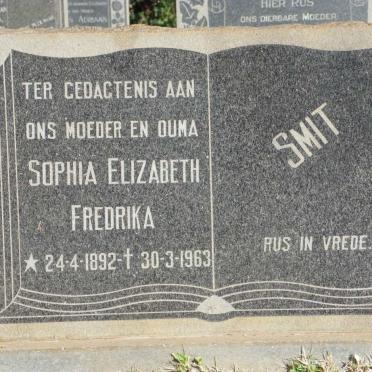 HIER RUS
ONS DIERBARE MOEDER
TER GEDAGTENIS AAN
ONS MOEDER EN OUMA
SOPHIA ELIZABETH
FREDRIKA
★ 24-4-1892-† 30-3-1963
SMIT
RUS IN VREDE.